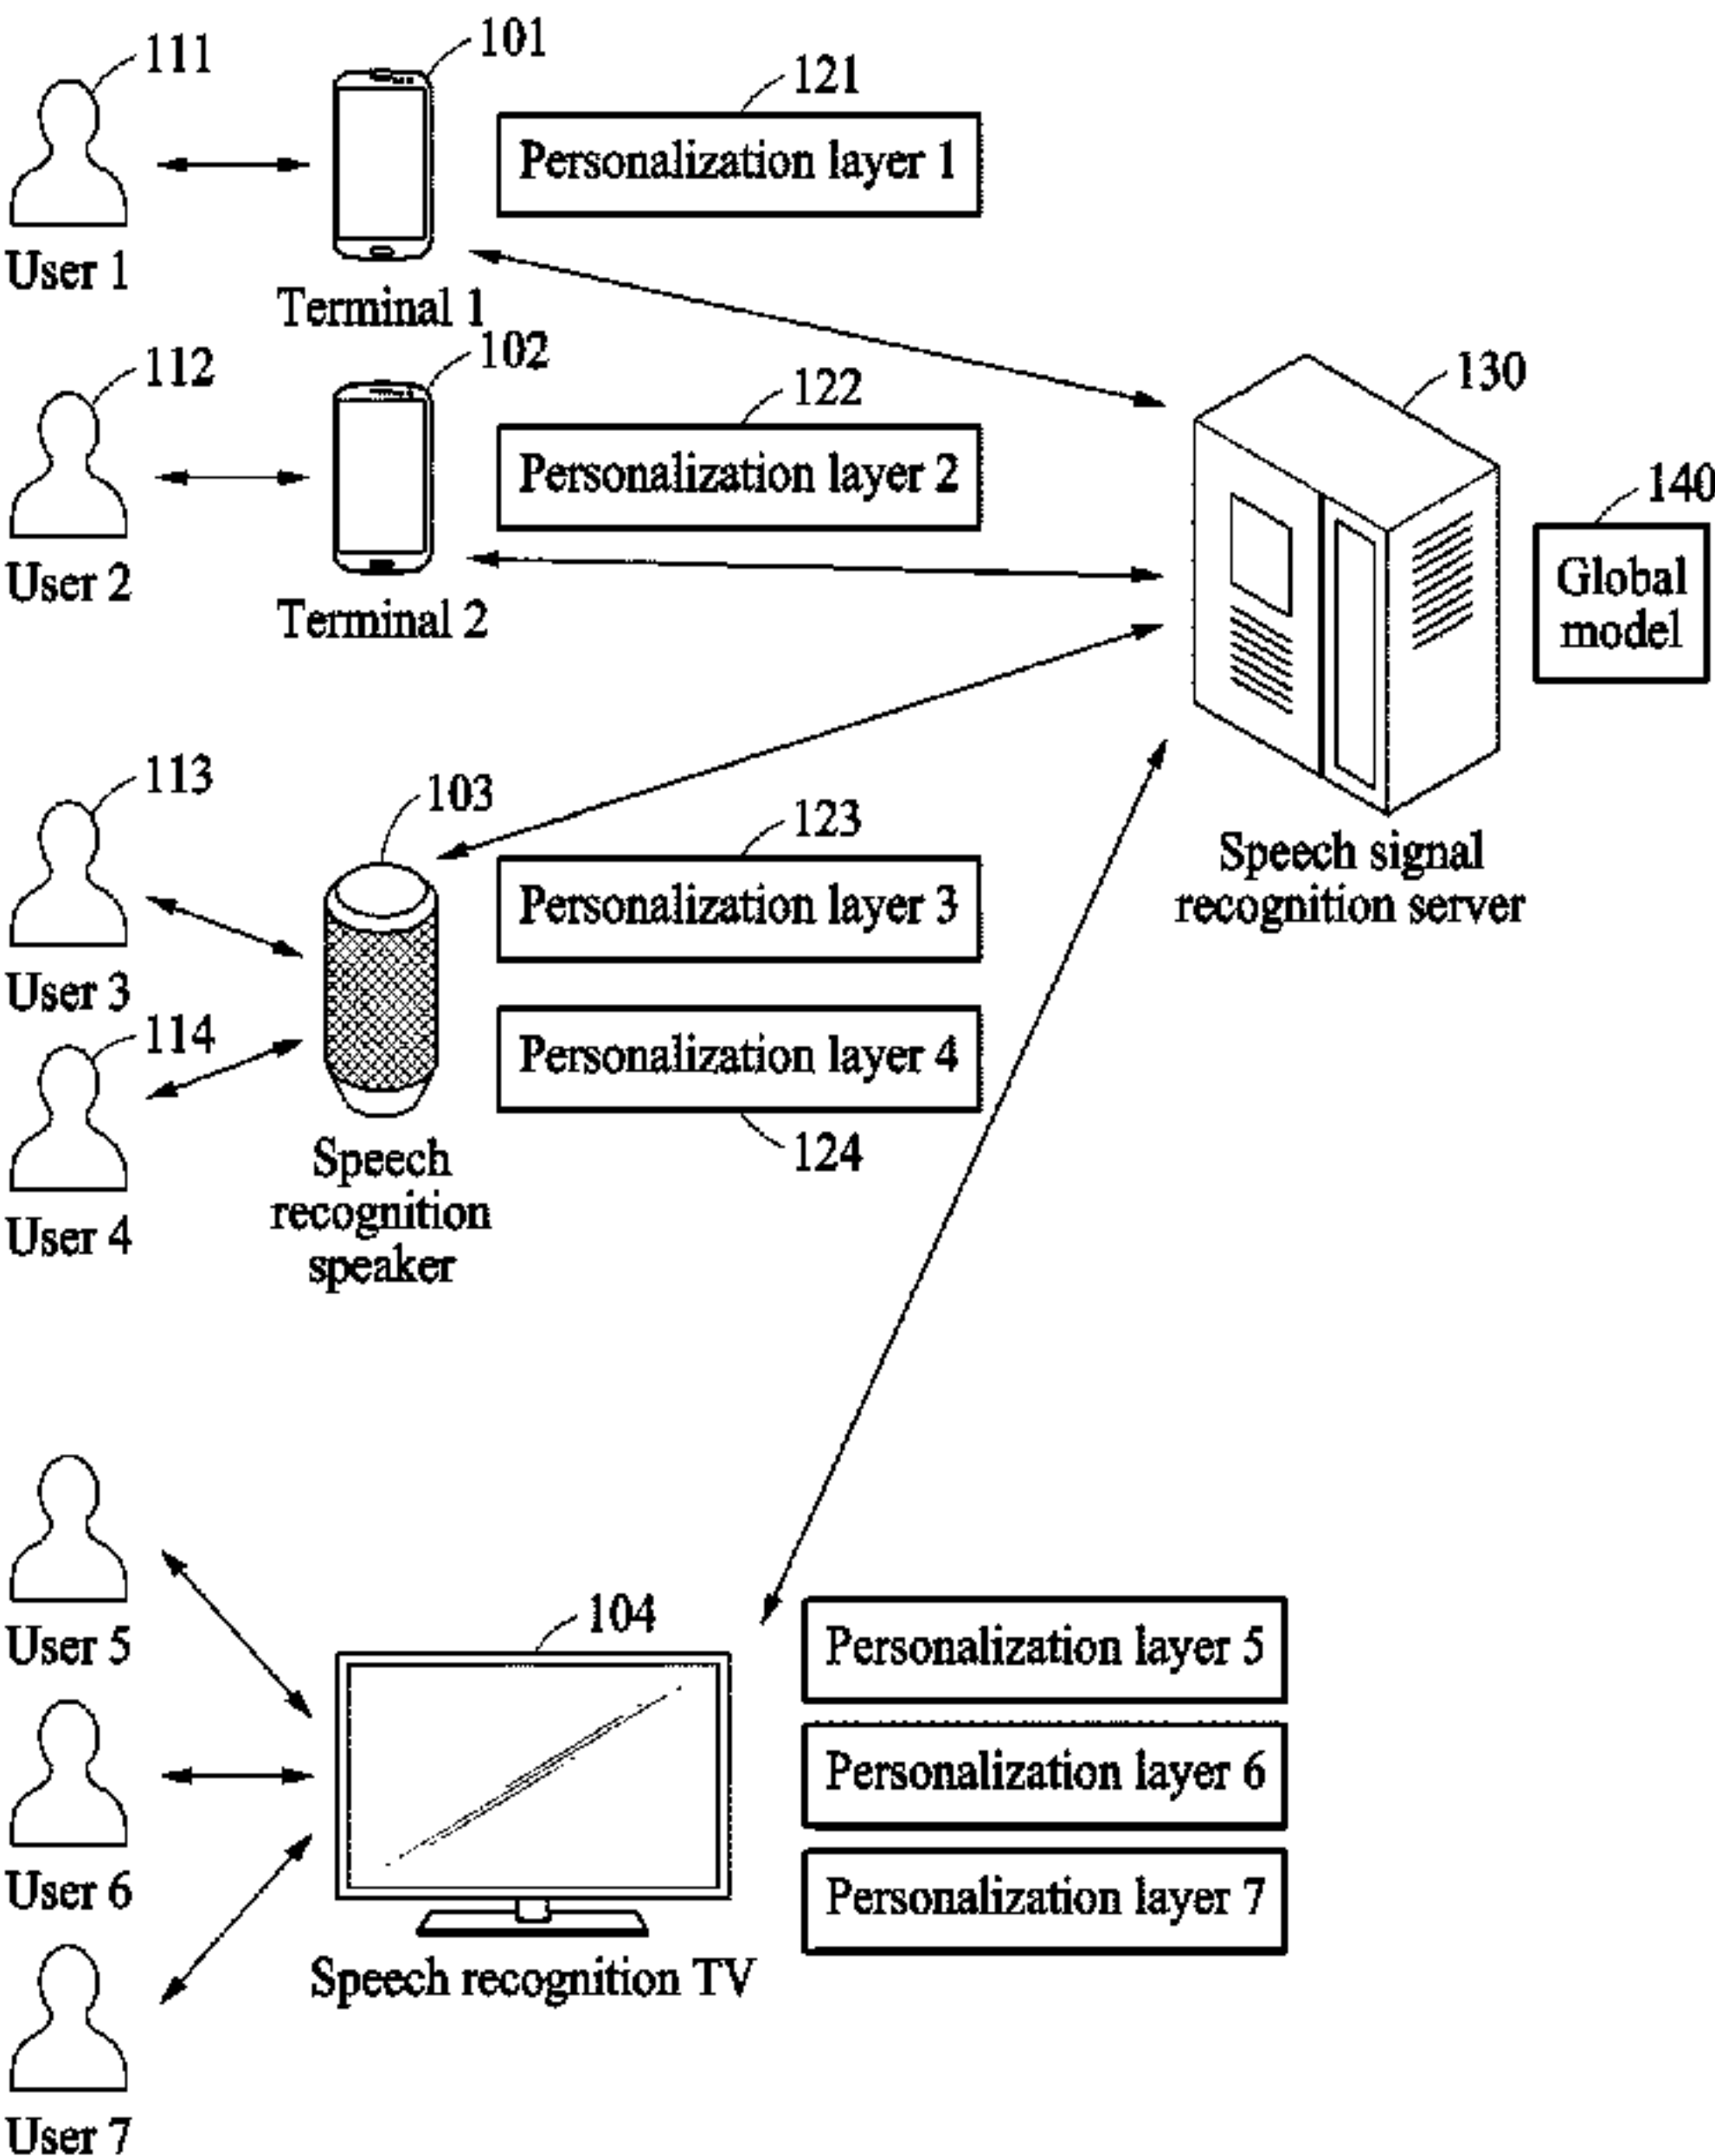 111
101
121
Personalization layer 1
User 1
Terminal 1
112
102
122
130
Personalization layer 2
140
Global
model
User 2
Terminal 2
113
103
123
Speech signal
recognition server
Personalization layer 3
User 3
114
Personalization layer 4
124
Speech
recognition
speaker
User 4
104
Personalization layer 5
User 5
Personalization layer 6
User 6
Personalization layer 7
Speech recognition TV
User 7